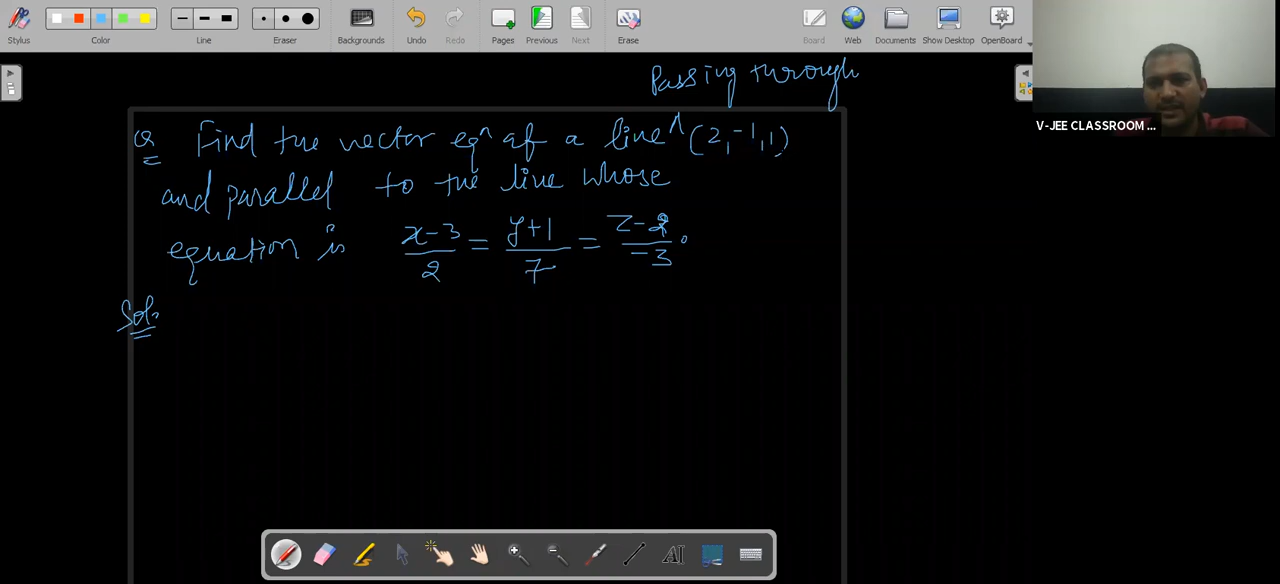 Stylus Color Line Eraser Backgrounds Undo Redo Pages Previous Next Erase Board Web Documents Show Desktop OpenBoard
V-JEE CLASSROOM ...
Passing through
Q Find the vector eqn of a line ^ (2, -1, 1)
and parallel to the line whose
equation is x-3/2 = y+1/7 = z-2/-3.
Sol.